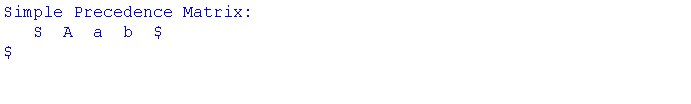 Simple Precedence Matrix:
   S  A  a  b  $
$